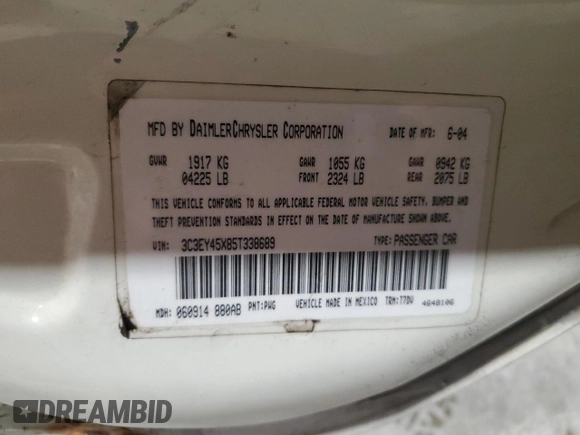 MFD BY DAIMLERCHRYSLER CORPORATION DATE OF MFR: 6-04
GVWR 1917 KG GAWR 1055 KG GAWR 0942 KG
04225 LB FRONT 2324 LB REAR 2075 LB
THIS VEHICLE CONFORMS TO ALL APPLICABLE FEDERAL MOTOR VEHICLE SAFETY, BUMPER AND
THEFT PREVENTION STANDARDS IN EFFECT ON THE DATE OF MANUFACTURE SHOWN ABOVE.
VIN: 3C3EY45X85T338689 TYPE: PASSENGER CAR
MDH: 060914 880AB PNT: PWG VEHICLE MADE IN MEXICO TRM: T7DV 4648106
DREAMBID